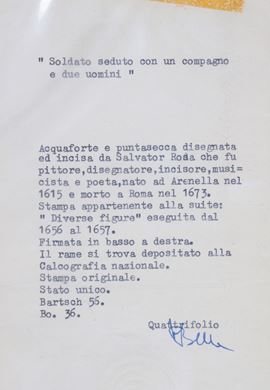 " Soldato seduto con un compagno
e due uomini "
Acquaforte e puntasecca disegnata
ed incisa da Salvator Rosa che fu
pittore,disegnatore,incisore,musi=
cista e poeta,nato ad Arenella nel
1615 e morto a Roma nel 1673.
Stampa appartenente alla suite:
" Diverse figure" eseguita dal
1656 al 1657.
Firmata in basso a destra.
Il rame si trova depositato alla
Calcografia nazionale.
Stampa originale.
Stato unico.
Bartsch 56.
Bo. 36.
Quattrifolio